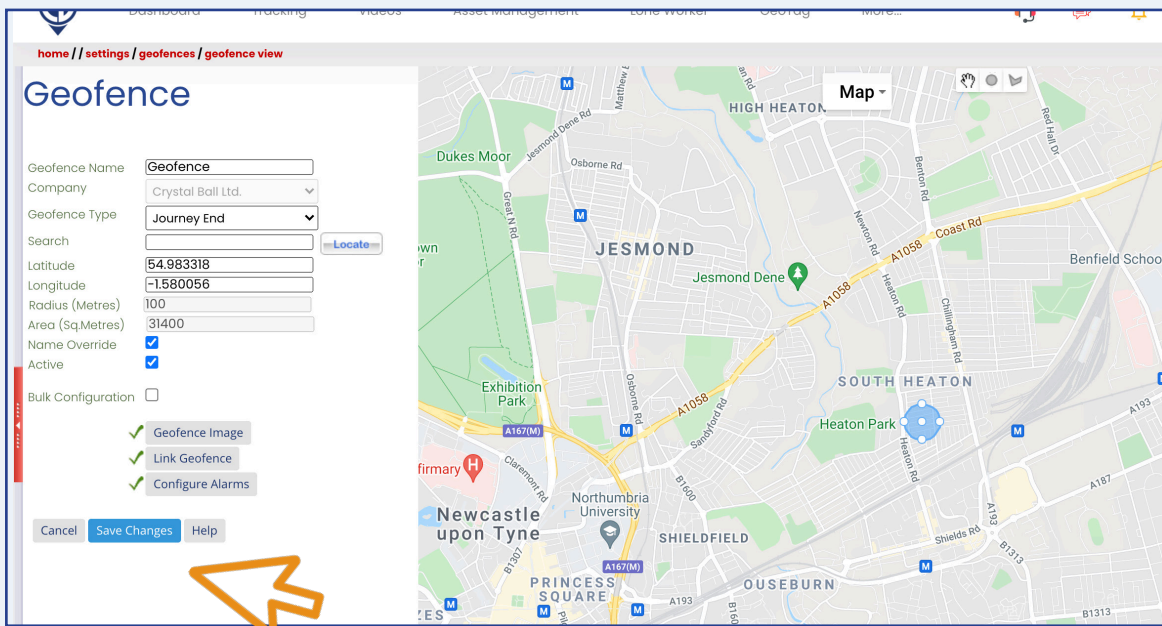 Dashboard Tracking Videos Asset Management Lone Worker GeoTag More...
home / / settings / geofences / geofence view
Geofence
Geofence Name Geofence
Company Crystal Ball Ltd.
Geofence Type Journey End
Search Locate
Latitude 54.983318
Longitude -1.580056
Radius (Metres) 100
Area (Sq.Metres) 31400
Name Override
Active
Bulk Configuration
Geofence Image
Link Geofence
Configure Alarms
Cancel Save Changes Help
Map
HIGH HEATON
Red Hall Dr
Jesmond Dene Rd
Dukes Moor
Osborne Rd
Benton Rd
Great N Rd
M
M
Newton Rd
Coast Rd
A1058
JESMOND
Benfield Schoo
Jesmond Dene
A1058
Heaton Rd
Chillingham Rd
SOUTH HEATON
Exhibition
Park
Osborne Rd
A1058
A193
Heaton Park
A167(M)
M
Sandyford Rd
M
Heaton Rd
firmary
H
Claremont Rd
B1600
A187
Northumbria
University
Newcastle
upon Tyne
A193
SHIELDFIELD
Shields Rd
B1307
B1313
A167(M)
M
PRINCESS
SQUARE
OUSEBURN
A193
B160
ZES
M
M
M
B1313